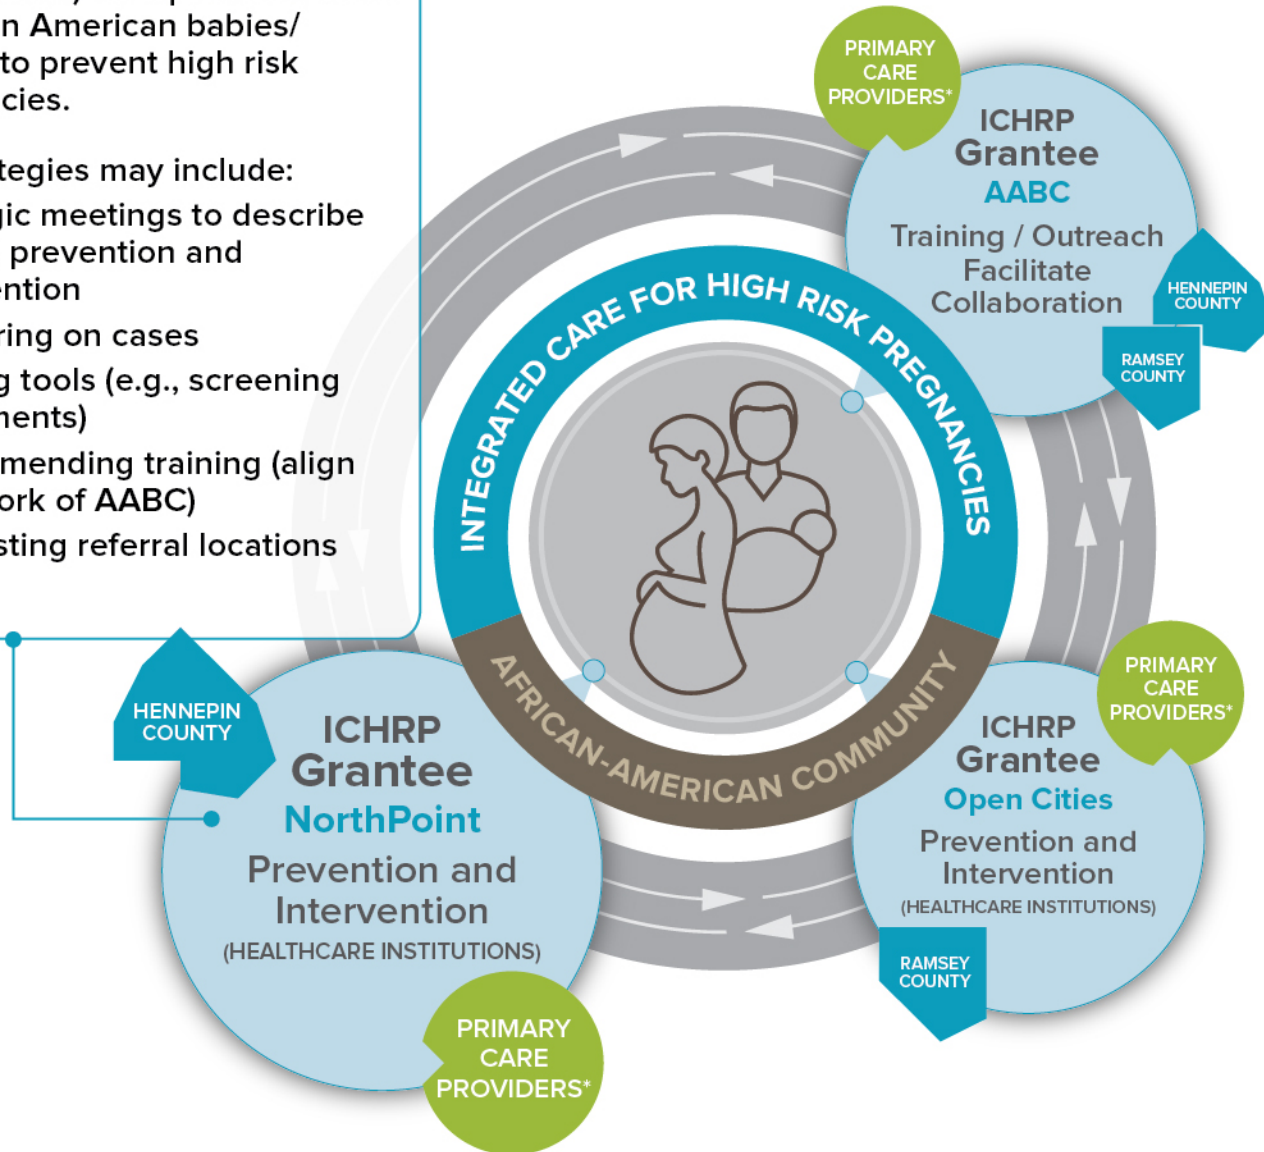 n American babies/
to prevent high risk
cies.
tegies may include:
gic meetings to describe
prevention and
ention
ring on cases
g tools (e.g., screening
ments)
mending training (align
ork of AABC)
sting referral locations
PRIMARY
CARE
PROVIDERS*
ICHRP
Grantee
AABC
Training / Outreach
Facilitate
Collaboration
HENNEPIN
COUNTY
RAMSEY
COUNTY
INTEGRATED CARE FOR HIGH RISK PREGNANCIES
AFRICAN-AMERICAN COMMUNITY
HENNEPIN
COUNTY
ICHRP
Grantee
NorthPoint
Prevention and
Intervention
(HEALTHCARE INSTITUTIONS)
PRIMARY
CARE
PROVIDERS*
PRIMARY
CARE
PROVIDERS*
ICHRP
Grantee
Open Cities
Prevention and
Intervention
(HEALTHCARE INSTITUTIONS)
RAMSEY
COUNTY